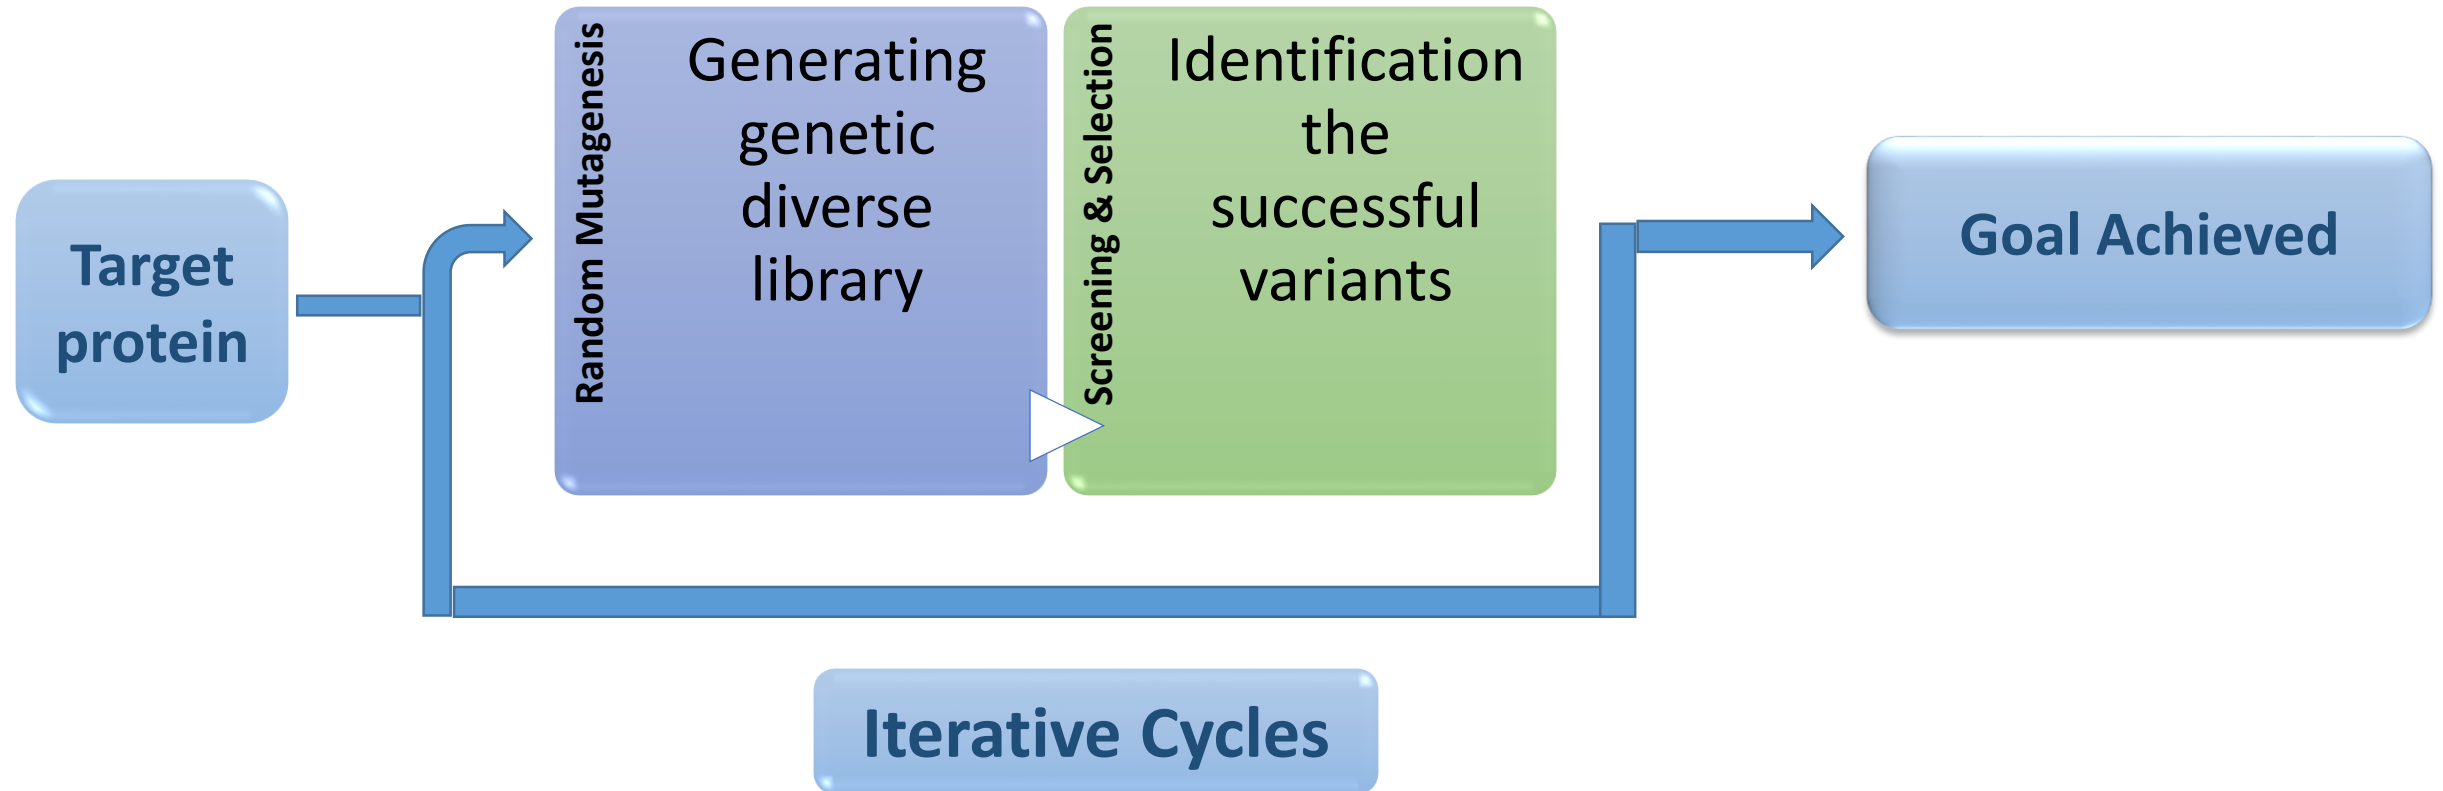 Target
protein
Random Mutagenesis
Generating
genetic
diverse
library
Screening & Selection
Identification
the
successful
variants
Goal Achieved
Iterative Cycles